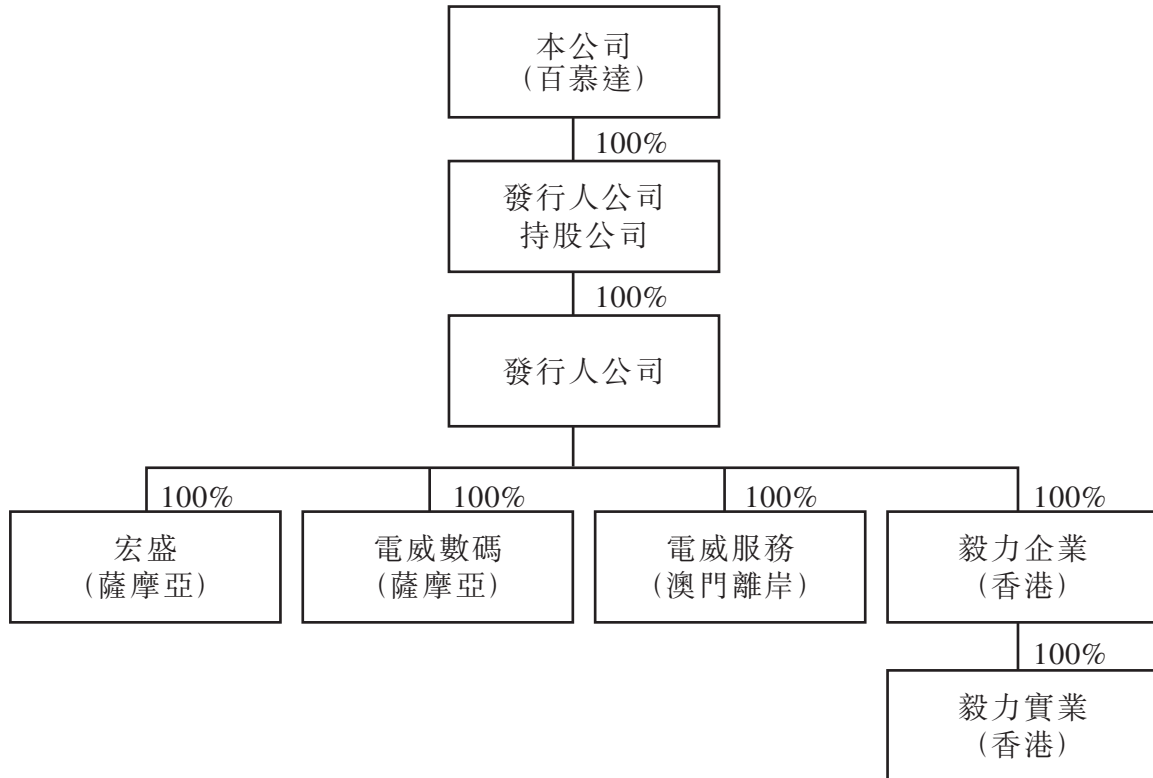 本公司
(百慕達)
100%
發行人公司
持股公司
100%
發行人公司
100%
100%
100%
100%
宏盛
(薩摩亞)
電威數碼
(薩摩亞)
電威服務
(澳門離岸)
毅力企業
(香港)
100%
毅力實業
(香港)